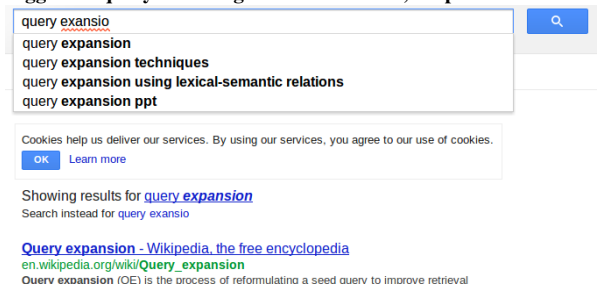 query exansio
query expansion
query expansion techniques
query expansion using lexical-semantic relations
query expansion ppt
Cookies help us deliver our services. By using our services, you agree to our use of cookies.
OK Learn more
Showing results for query expansion
Search instead for query exansio
Query expansion - Wikipedia, the free encyclopedia
en.wikipedia.org/wiki/Query_expansion
Query expansion (QE) is the process of reformulating a seed query to improve retrieval